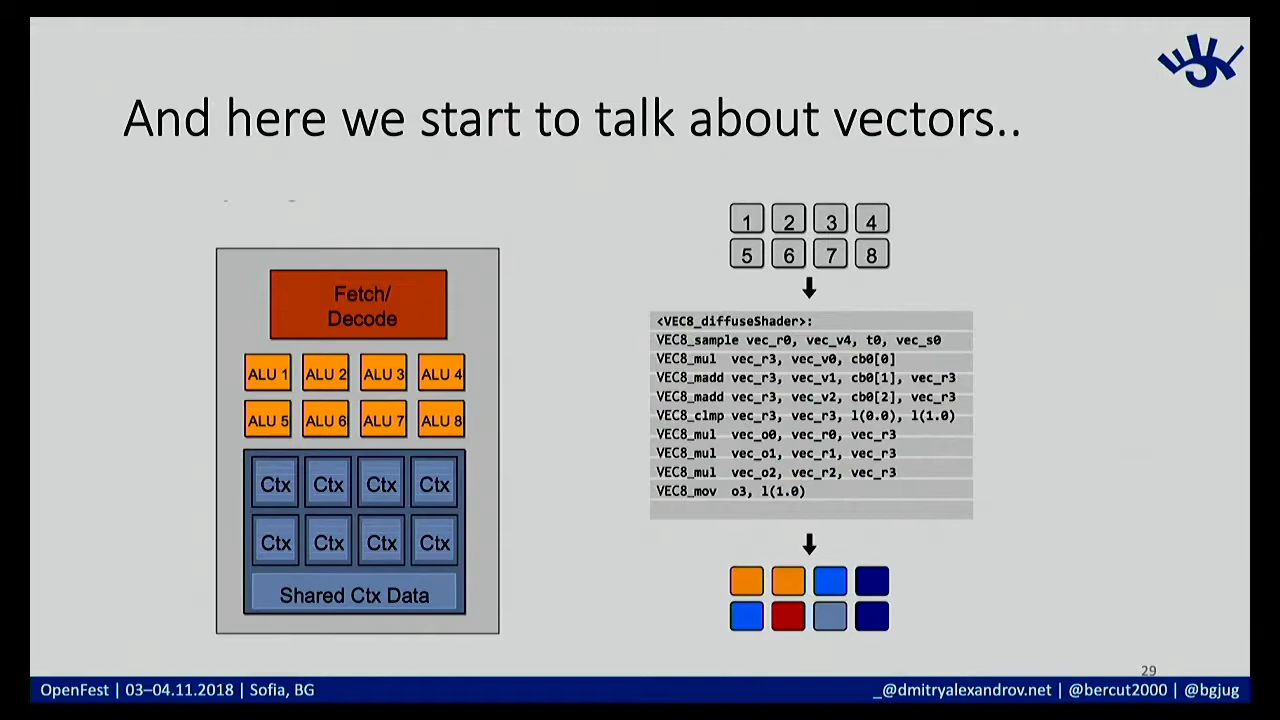 And here we start to talk about vectors..
Fetch/
Decode
ALU 1 ALU 2 ALU 3 ALU 4
ALU 5 ALU 6 ALU 7 ALU 8
Ctx Ctx Ctx Ctx
Ctx Ctx Ctx Ctx
Shared Ctx Data
1 2 3 4
5 6 7 8
<VEC8_diffuseShader>:
VEC8_sample vec_r0, vec_v4, t0, vec_s0
VEC8_mul vec_r3, vec_v0, cb0[0]
VEC8_madd vec_r3, vec_v1, cb0[1], vec_r3
VEC8_madd vec_r3, vec_v2, cb0[2], vec_r3
VEC8_clmp vec_r3, vec_r3, l(0.0), l(1.0)
VEC8_mul vec_o0, vec_r0, vec_r3
VEC8_mul vec_o1, vec_r1, vec_r3
VEC8_mul vec_o2, vec_r2, vec_r3
VEC8_mov o3, l(1.0)
29
OpenFest | 03–04.11.2018 | Sofia, BG
_@dmitryalexandrov.net | @bercut2000 | @bgjug